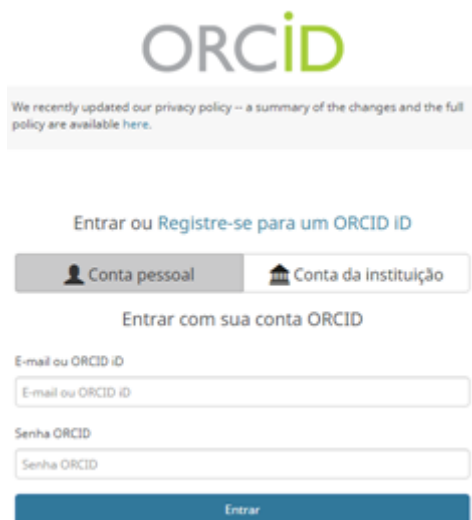 ORCiD
We recently updated our privacy policy -- a summary of the changes and the full
policy are available here.
Entrar ou Registre-se para um ORCID iD
Conta pessoal
Conta da instituição
Entrar com sua conta ORCID
E-mail ou ORCID iD
E-mail ou ORCID iD
Senha ORCID
Senha ORCID
Entrar